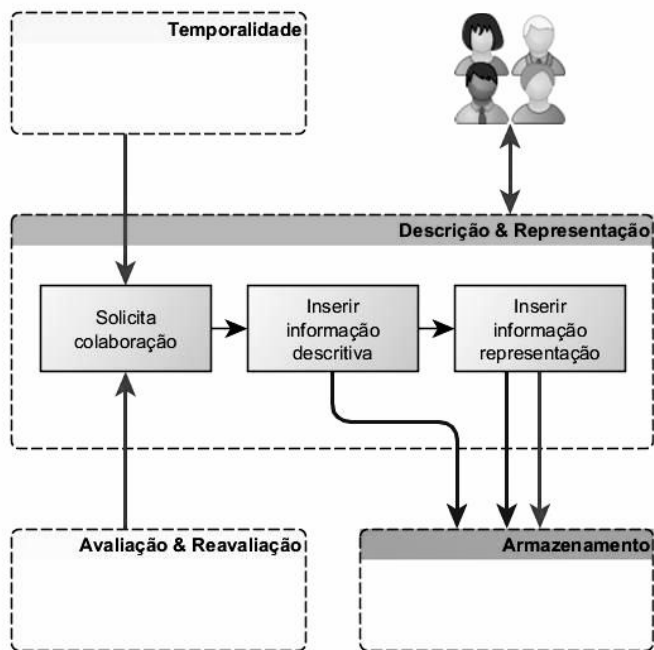 Temporalidade
Descrição & Representação
Solicita
colaboração
Inserir
informação
descritiva
Inserir
informação
representação
Avaliação & Reavaliação
Armazenamento